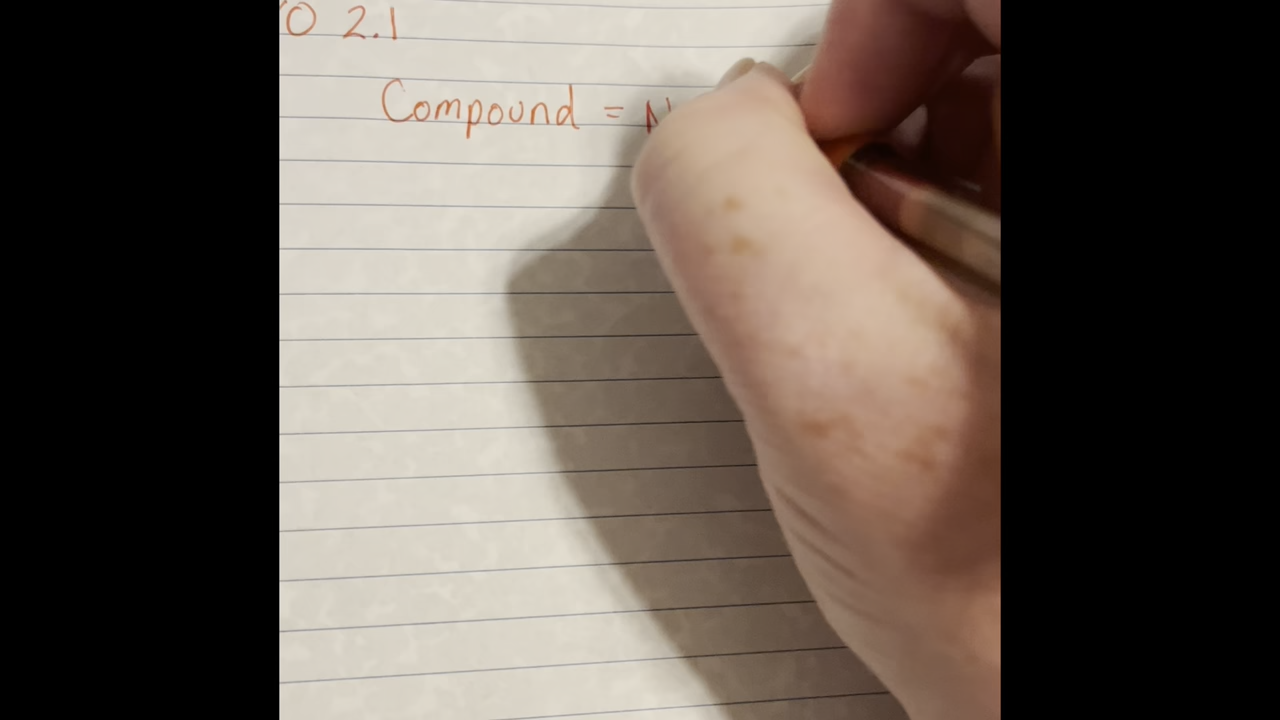 O 2.1
Compound = N